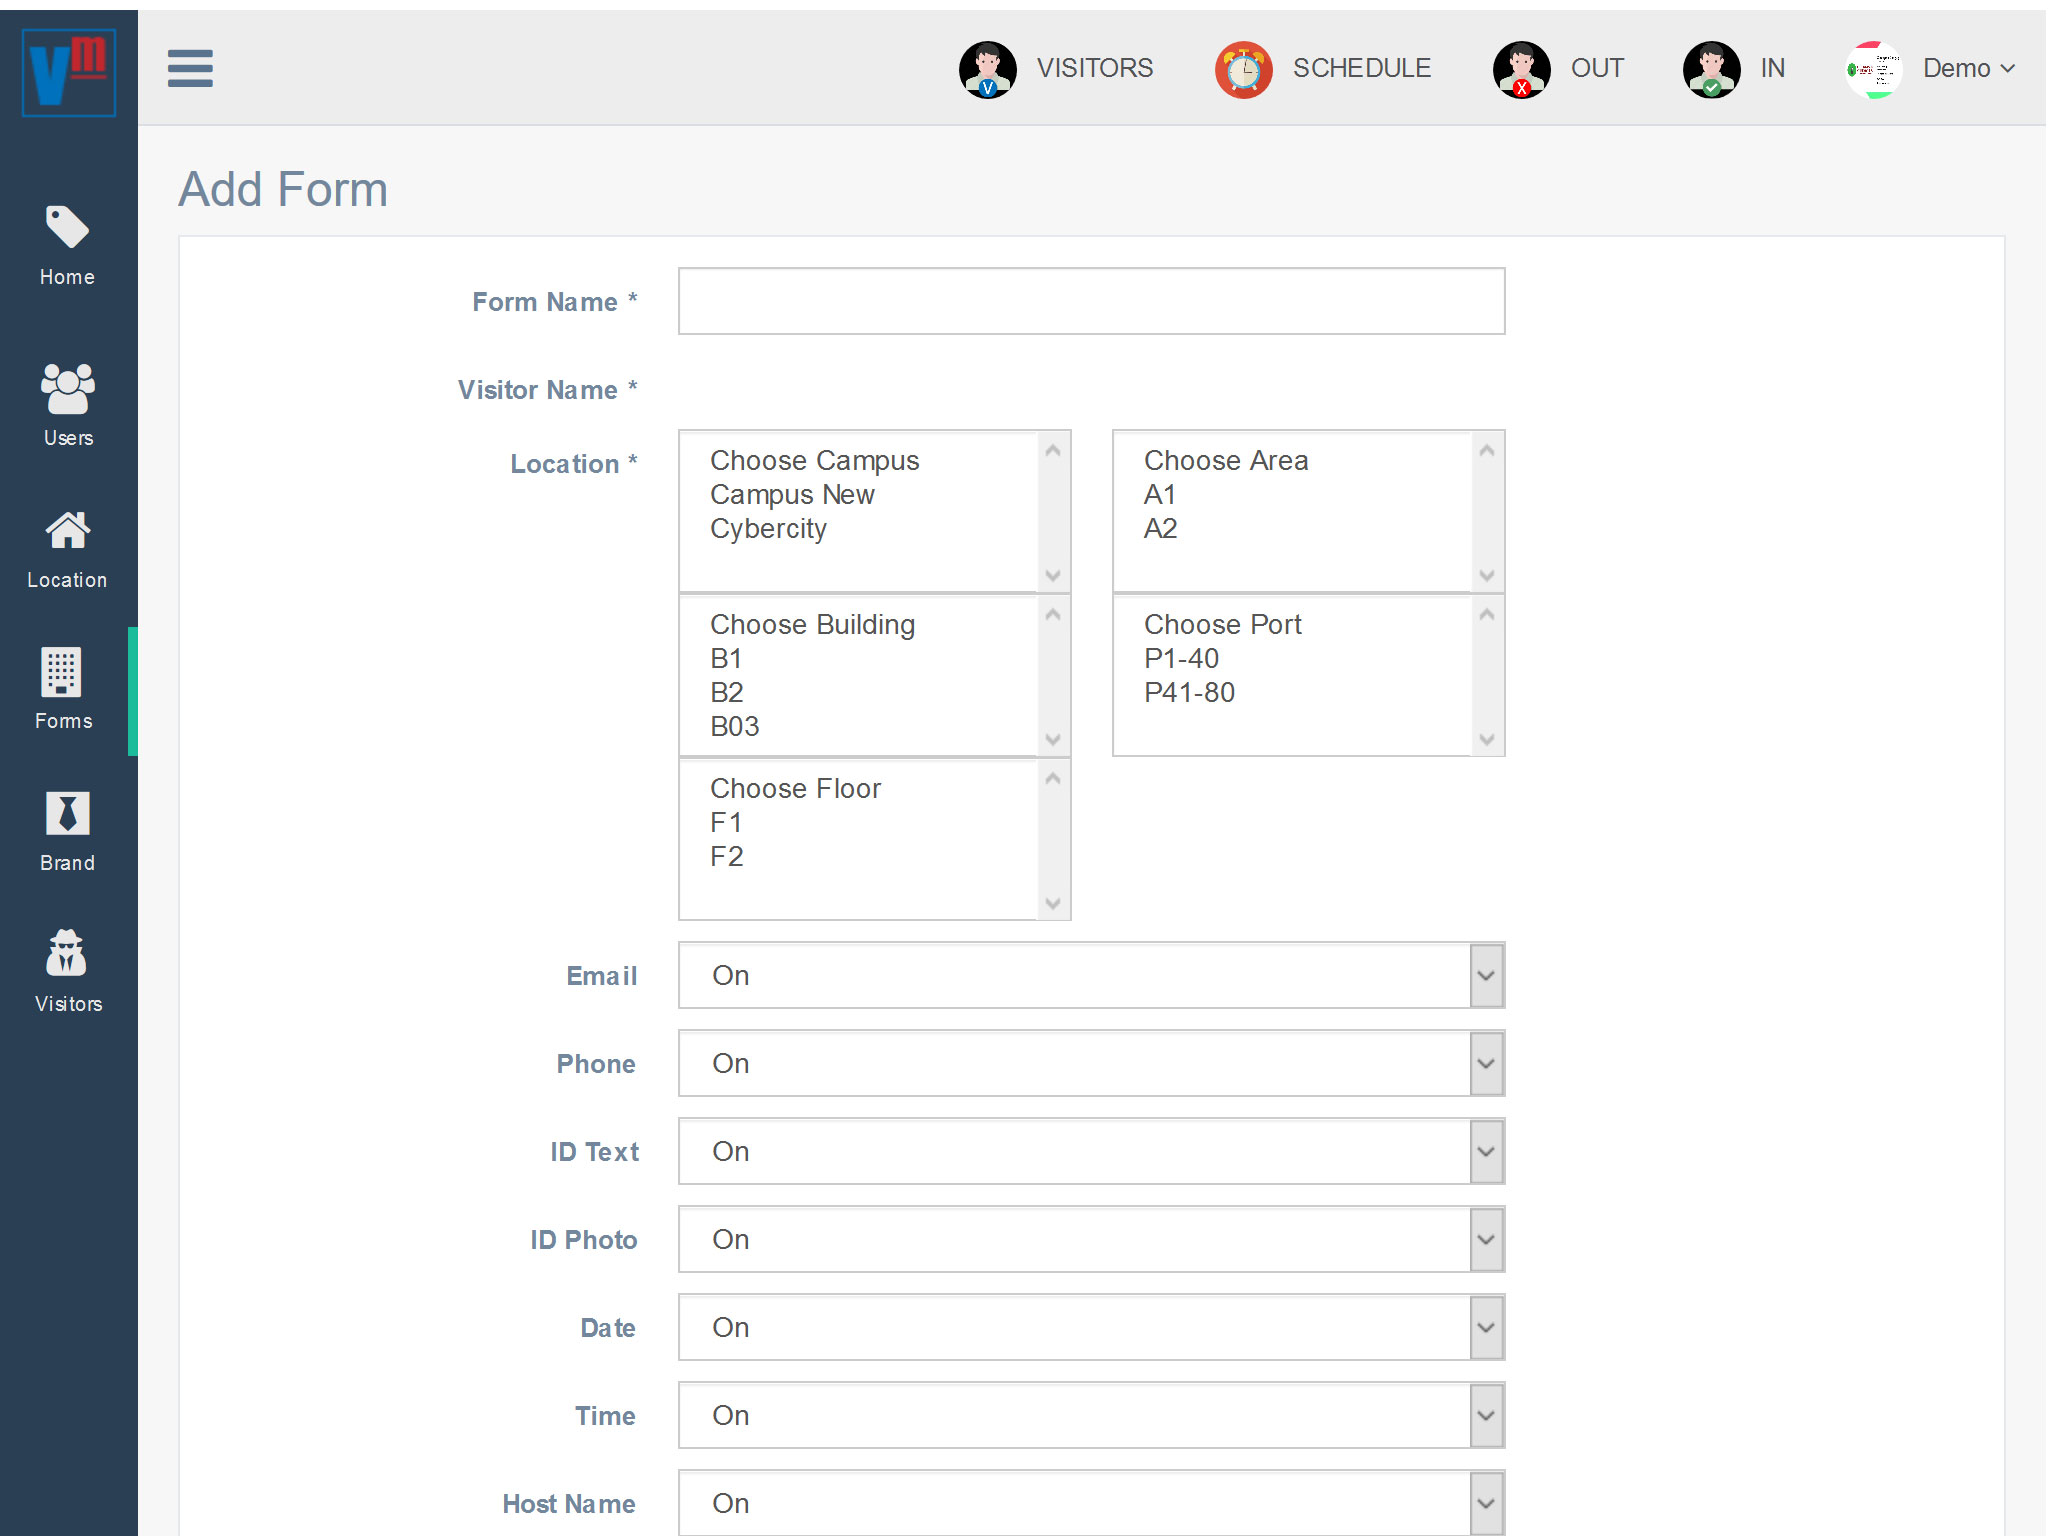 Vm
VISITORS
SCHEDULE
OUT
IN
Demo
Home
Users
Location
Forms
Brand
Visitors
Add Form
Form Name *
Visitor Name *
Location *
Choose Campus
Campus New
Cybercity
Choose Area
A1
A2
Choose Building
B1
B2
B03
Choose Port
P1-40
P41-80
Choose Floor
F1
F2
Email On
Phone On
ID Text On
ID Photo On
Date On
Time On
Host Name On